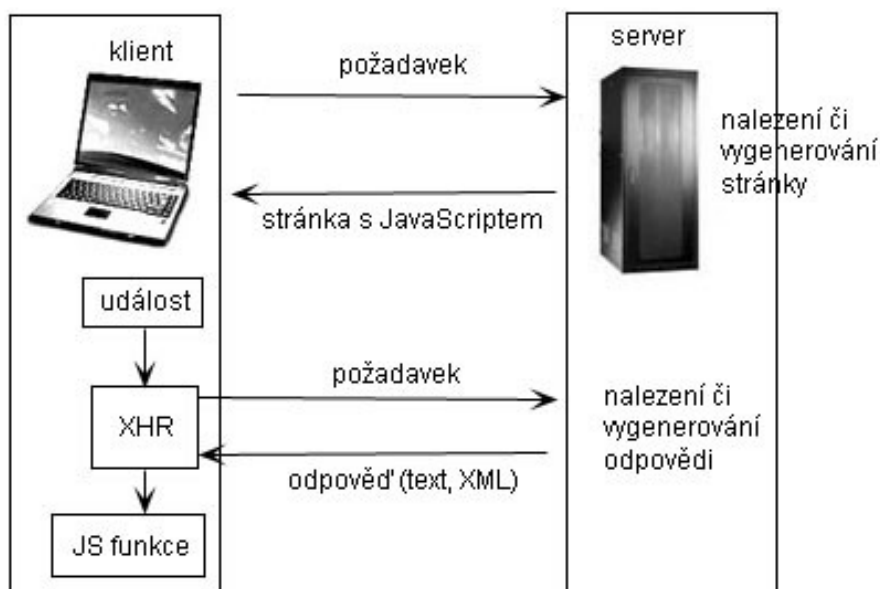 klient
požadavek
server
nalezení či
vygenerování
stránky
stránka s JavaScriptem
událost
požadavek
XHR
nalezení či
vygenerování
odpovědi
odpověď (text, XML)
JS funkce